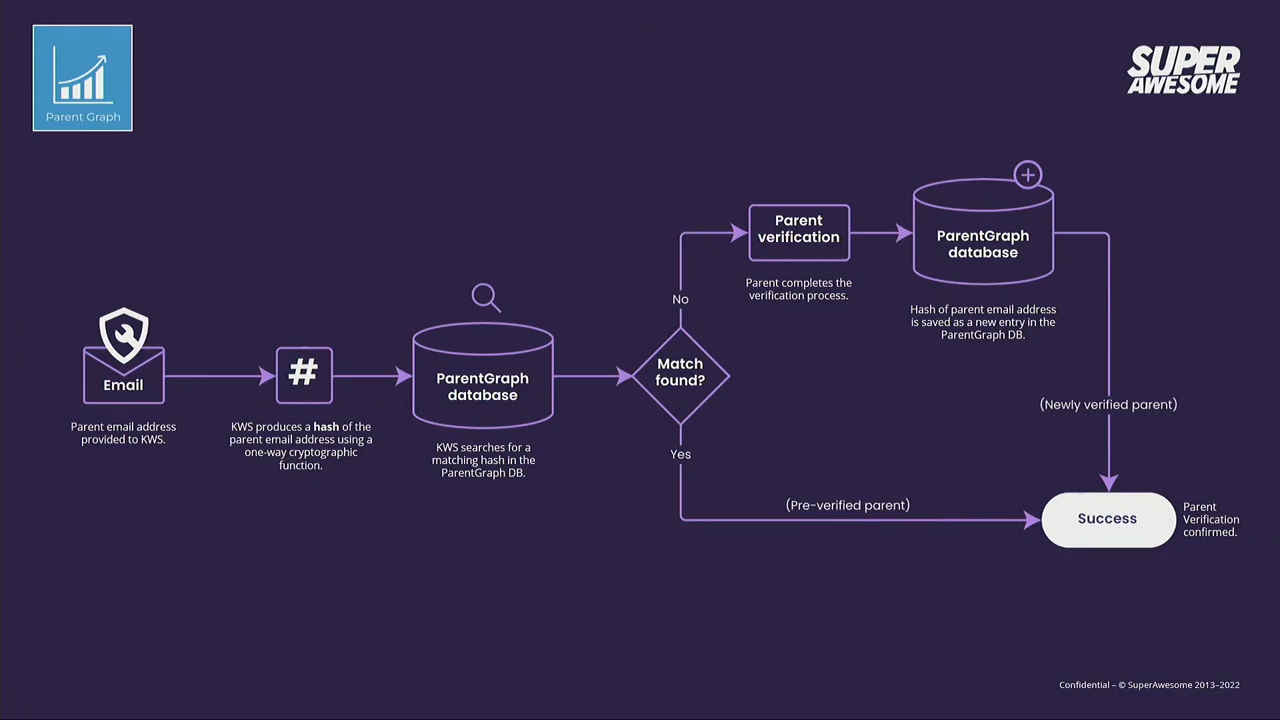 Parent Graph
SUPER
AWESOME
Email
Parent email address
provided to KWS.
#
KWS produces a hash of the
parent email address using a
one-way cryptographic
function.
ParentGraph
database
KWS searches for a
matching hash in the
ParentGraph DB.
Match
found?
No
Parent
verification
Parent completes the
verification process.
ParentGraph
database
Hash of parent email address
is saved as a new entry in the
ParentGraph DB.
(Newly verified parent)
Yes
(Pre-verified parent)
Success
Parent
Verification
confirmed.
Confidential – © SuperAwesome 2013–2022